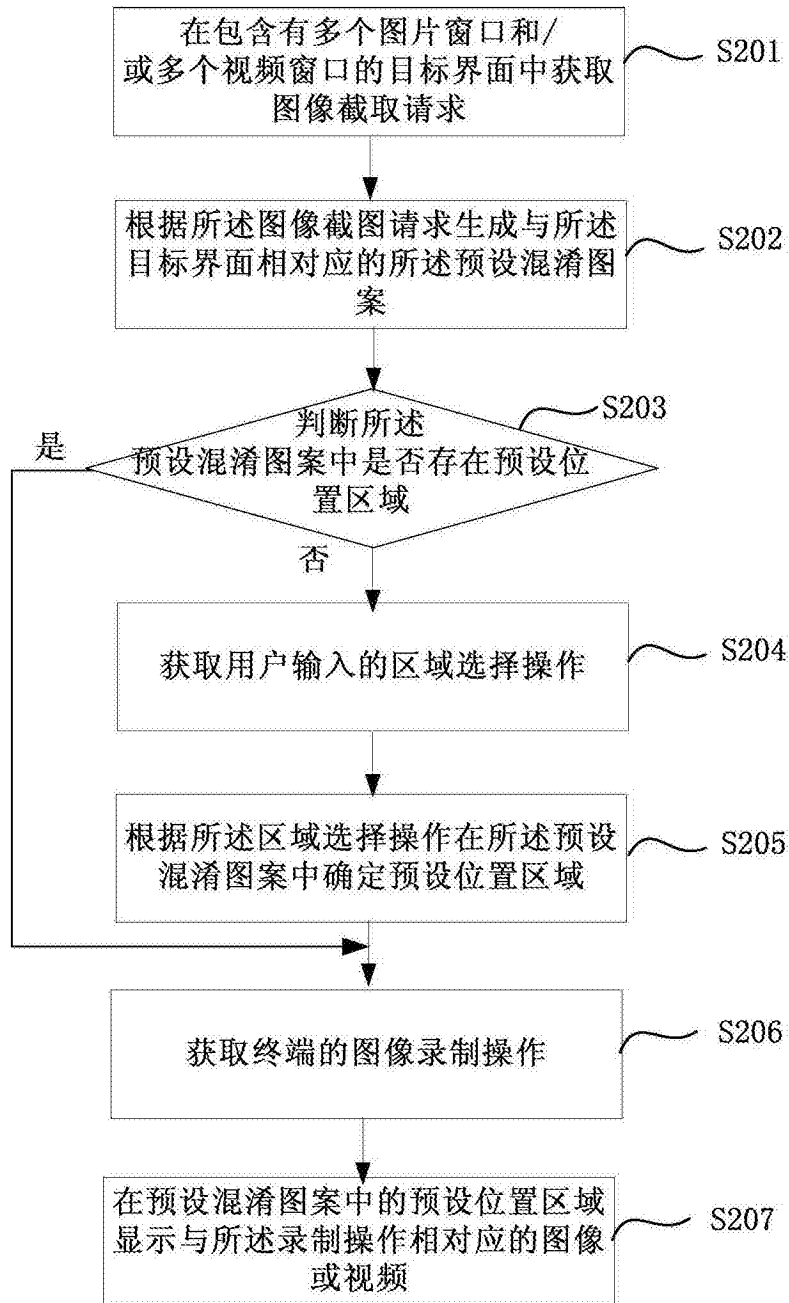 在包含有多个图片窗口和/
或多个视频窗口的目标界面中获取
图像截取请求
S201
根据所述图像截图请求生成与所述
目标界面相对应的所述预设混淆图
案
S202
判断所述
预设混淆图案中是否存在预设位
置区域
S203
是
否
获取用户输入的区域选择操作
S204
根据所述区域选择操作在所述预设
混淆图案中确定预设位置区域
S205
获取终端的图像录制操作
S206
在预设混淆图案中的预设位置区域
显示与所述录制操作相对应的图像
或视频
S207